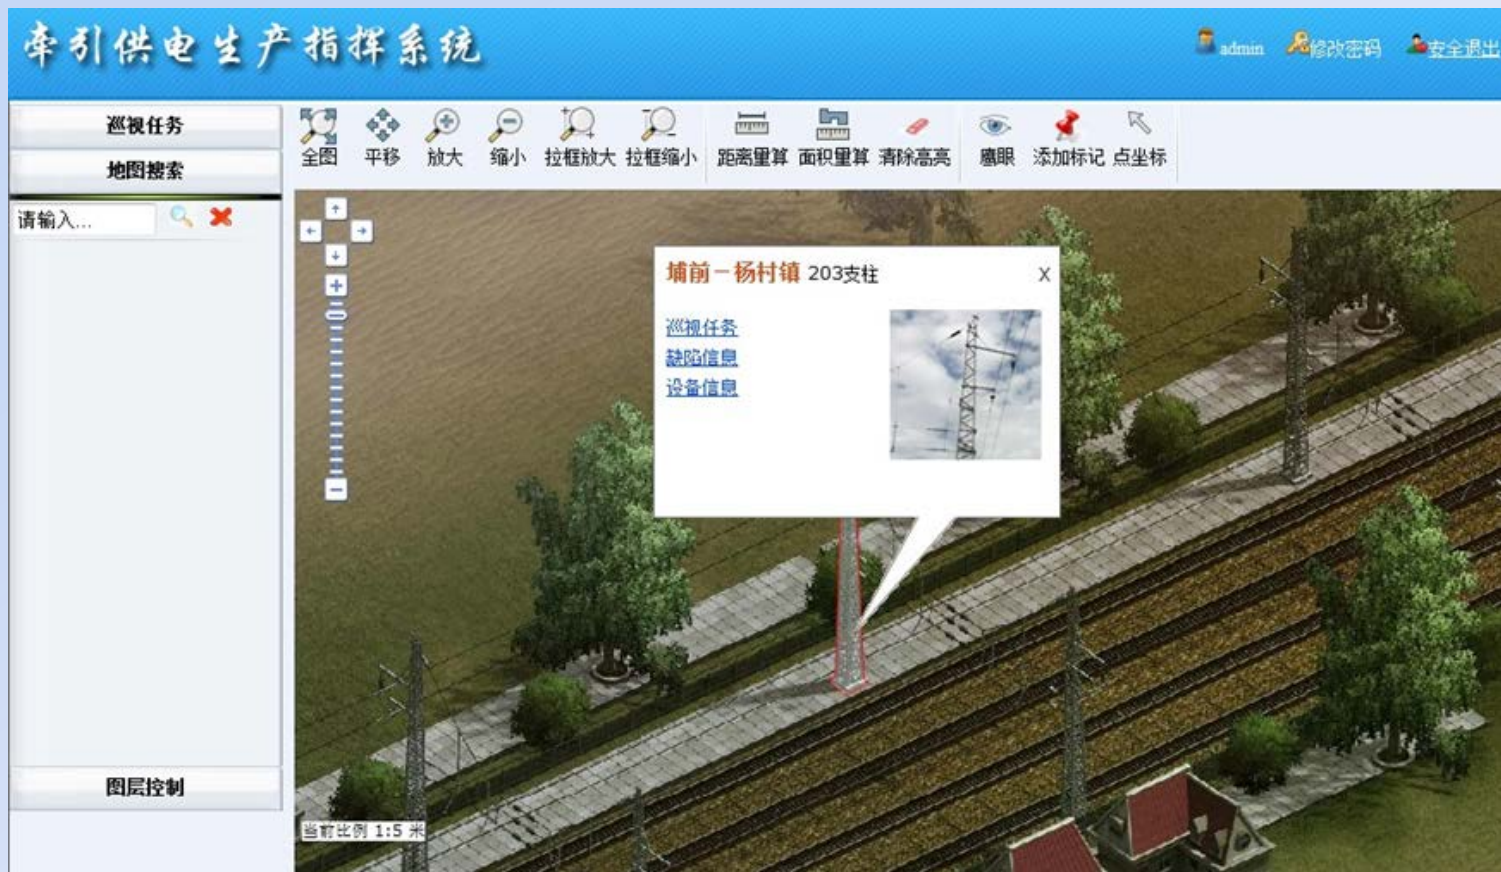 牵引供电生产指挥系统
admin 修改密码 安全退出
巡视任务
地图搜索
请输入...
图层控制
全图 平移 放大 缩小 拉框放大 拉框缩小 距离量算 面积量算 清除高亮 鹰眼 添加标记 点坐标
埔前－杨村镇 203支柱 X
巡视任务
缺陷信息
设备信息
当前比例 1:5 米